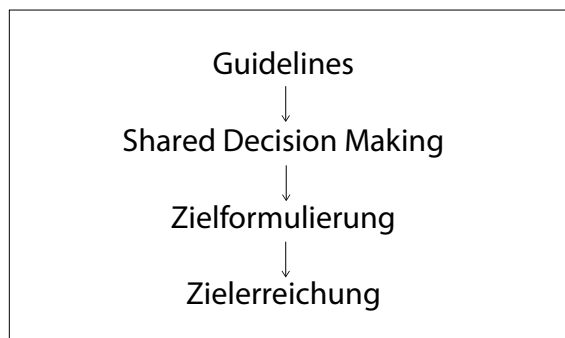 Guidelines
Shared Decision Making
Zielformulierung
Zielerreichung